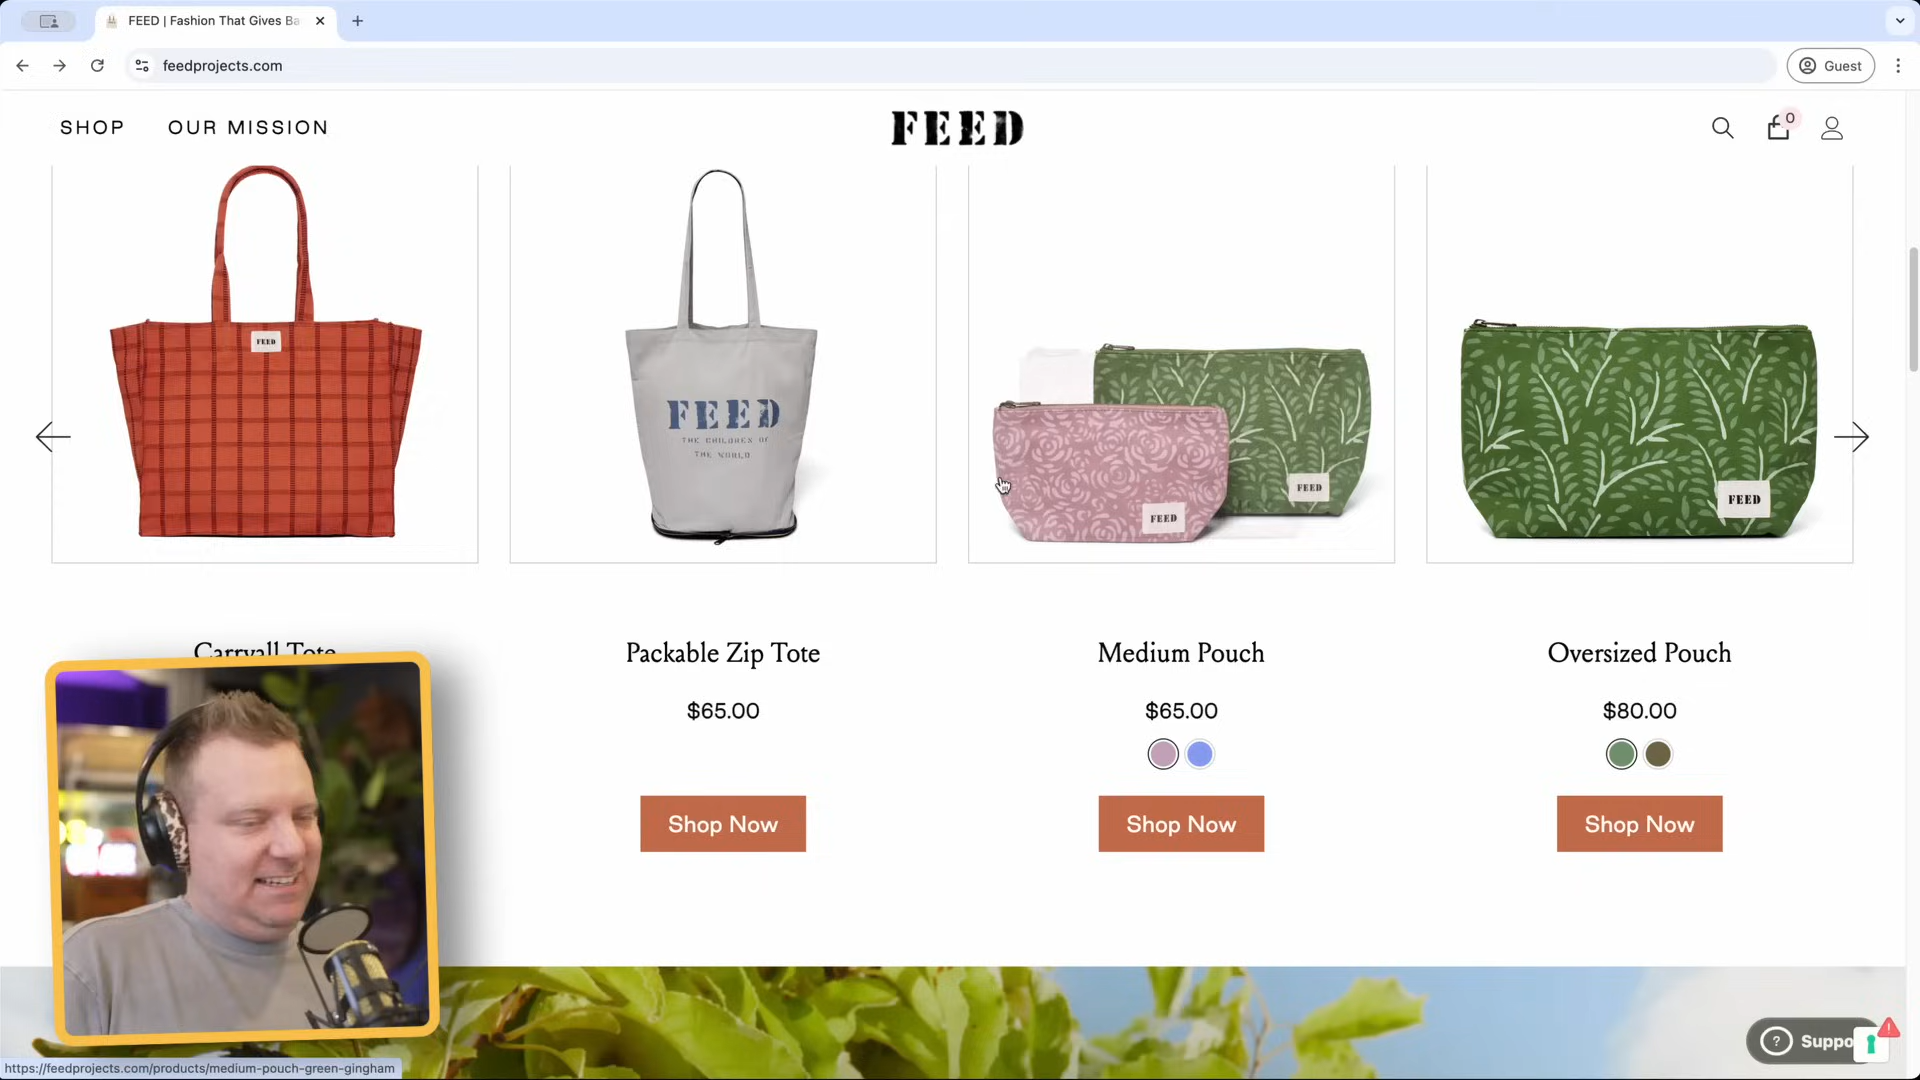 FEED | Fashion That Gives Ba
feedprojects.com
Guest
SHOP
OUR MISSION
FEED
0
FEED
FEED
THE CHILDREN OF
THE WORLD
FEED
FEED
FEED
Carryall Tote
Packable Zip Tote
Medium Pouch
Oversized Pouch
$65.00
$65.00
$80.00
Shop Now
Shop Now
Shop Now
? Suppo
https://feedprojects.com/products/medium-pouch-green-gingham